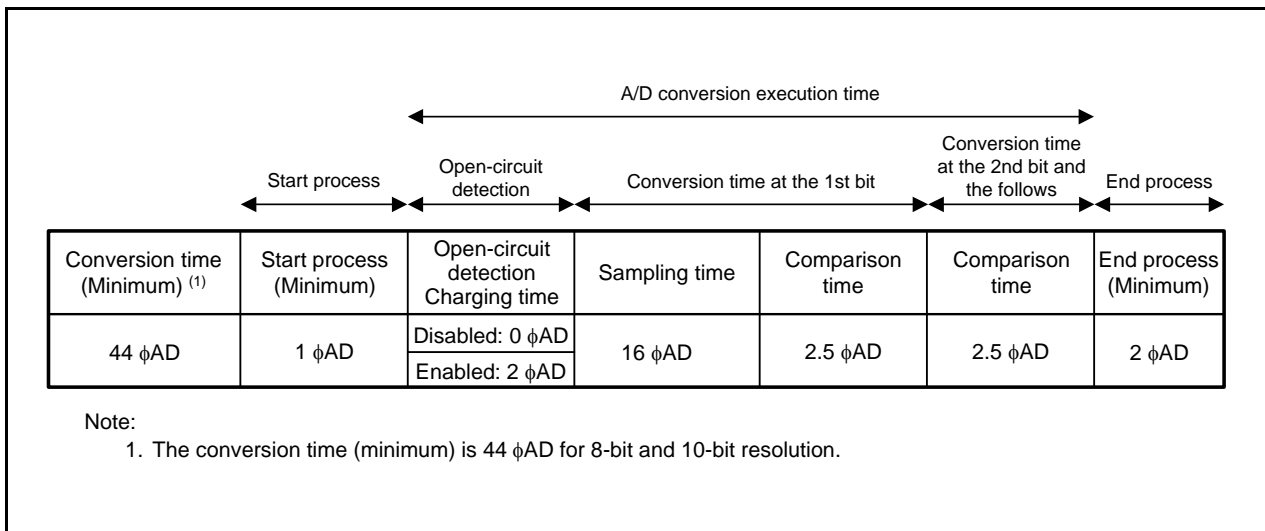 A/D conversion execution time
Start process
Open-circuit
detection
Conversion time at the 1st bit
Conversion time
at the 2nd bit and
the follows
End process
Conversion time
(Minimum) (1)
Start process
(Minimum)
Open-circuit
detection
Charging time
Sampling time
Comparison
time
Comparison
time
End process
(Minimum)
44 ϕAD
1 ϕAD
Disabled: 0 ϕAD
Enabled: 2 ϕAD
16 ϕAD
2.5 ϕAD
2.5 ϕAD
2 ϕAD
Note:
1. The conversion time (minimum) is 44 ϕAD for 8-bit and 10-bit resolution.